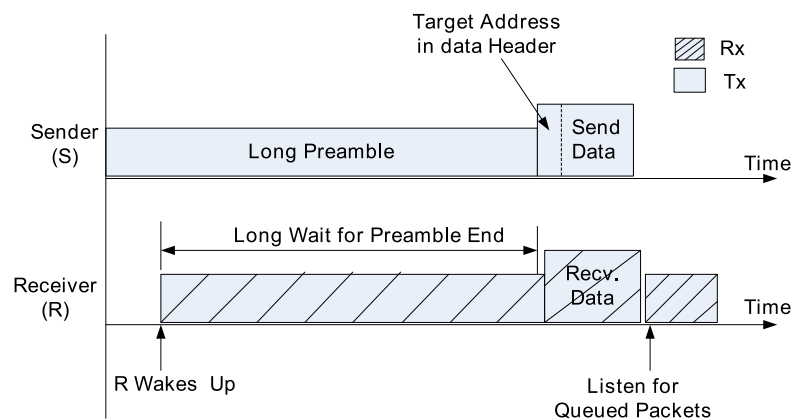 Target Address
in data Header
Rx
Tx
Sender
(S)
Long Preamble
Send
Data
Time
Long Wait for Preamble End
Receiver
(R)
Recv.
Data
Time
R Wakes Up
Listen for
Queued Packets